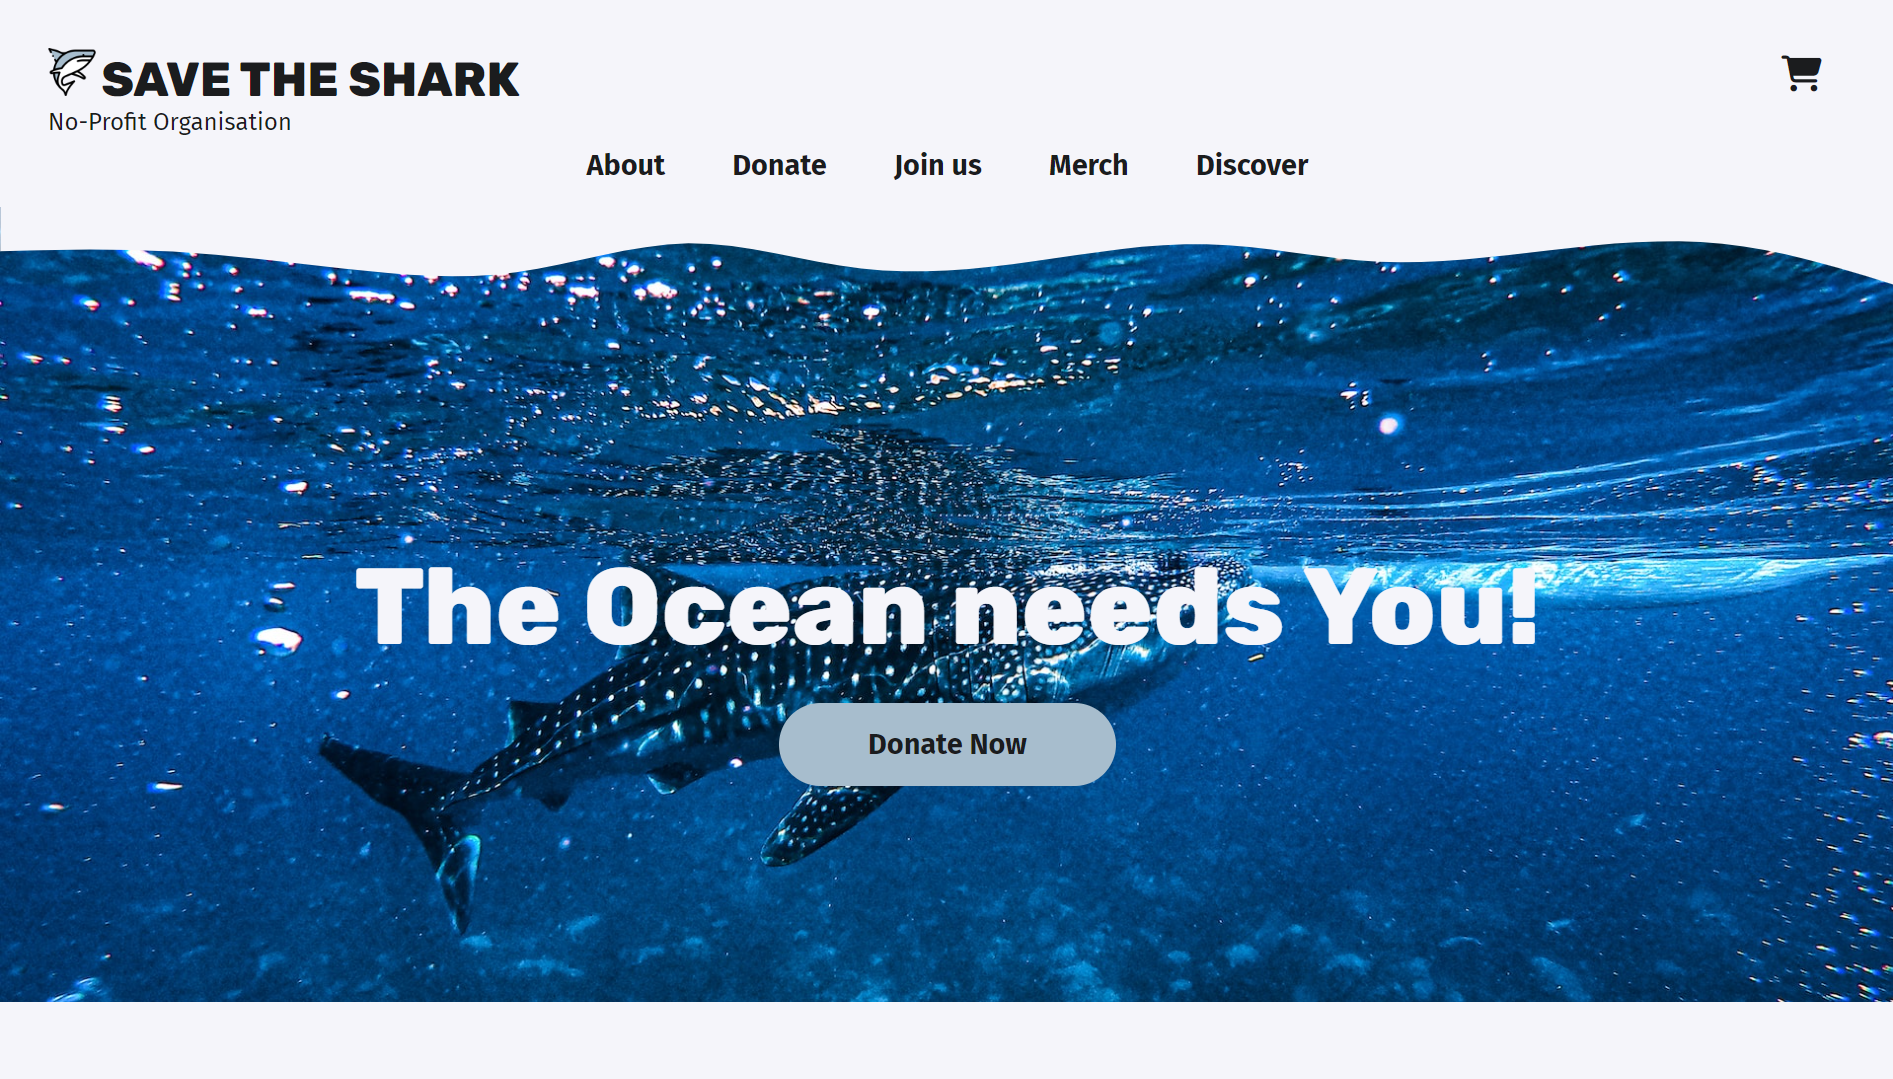 SAVE THE SHARK
No-Profit Organisation
About Donate Join us Merch Discover
The Ocean needs You!
Donate Now